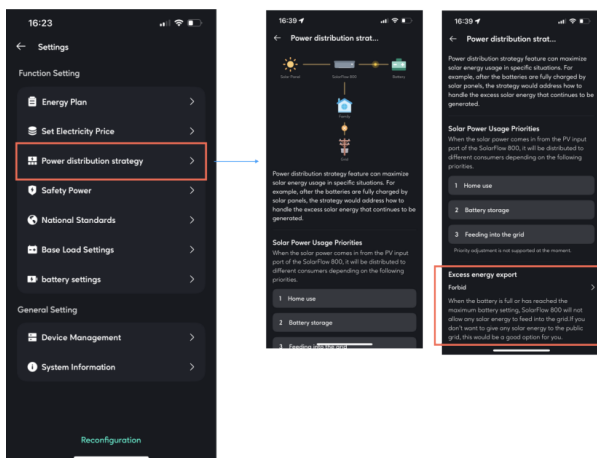 16:23
Settings
Function Setting
Energy Plan
Set Electricity Price
Power distribution strategy
Safety Power
National Standards
Base Load Settings
battery settings
General Setting
Device Management
System Information
Reconfiguration
16:39
Power distribution strat...
Solar Panel
SolarFlow 800
Battery
Family
Grid
Power distribution strategy feature can maximize
solar energy usage in specific situations. For
example, after the batteries are fully charged by
solar panels, the strategy would address how to
handle the excess solar energy that continues to be
generated.
Solar Power Usage Priorities
When the solar power comes in from the PV input
port of the SolarFlow 800, it will be distributed to
different consumers depending on the following
priorities.
1 Home use
2 Battery storage
3 Feeding into the grid
16:39
Power distribution strat...
Power distribution strategy feature can maximize
solar energy usage in specific situations. For
example, after the batteries are fully charged by
solar panels, the strategy would address how to
handle the excess solar energy that continues to be
generated.
Solar Power Usage Priorities
When the solar power comes in from the PV input
port of the SolarFlow 800, it will be distributed to
different consumers depending on the following
priorities.
1 Home use
2 Battery storage
3 Feeding into the grid
Priority adjustment is not supported at the moment.
Excess energy export
Forbid
When the battery is full or has reached the
maximum battery setting, SolarFlow 800 will not
allow any solar energy to feed into the grid.If you
don't want to give any solar energy to the public
grid, this would be a good option for you.